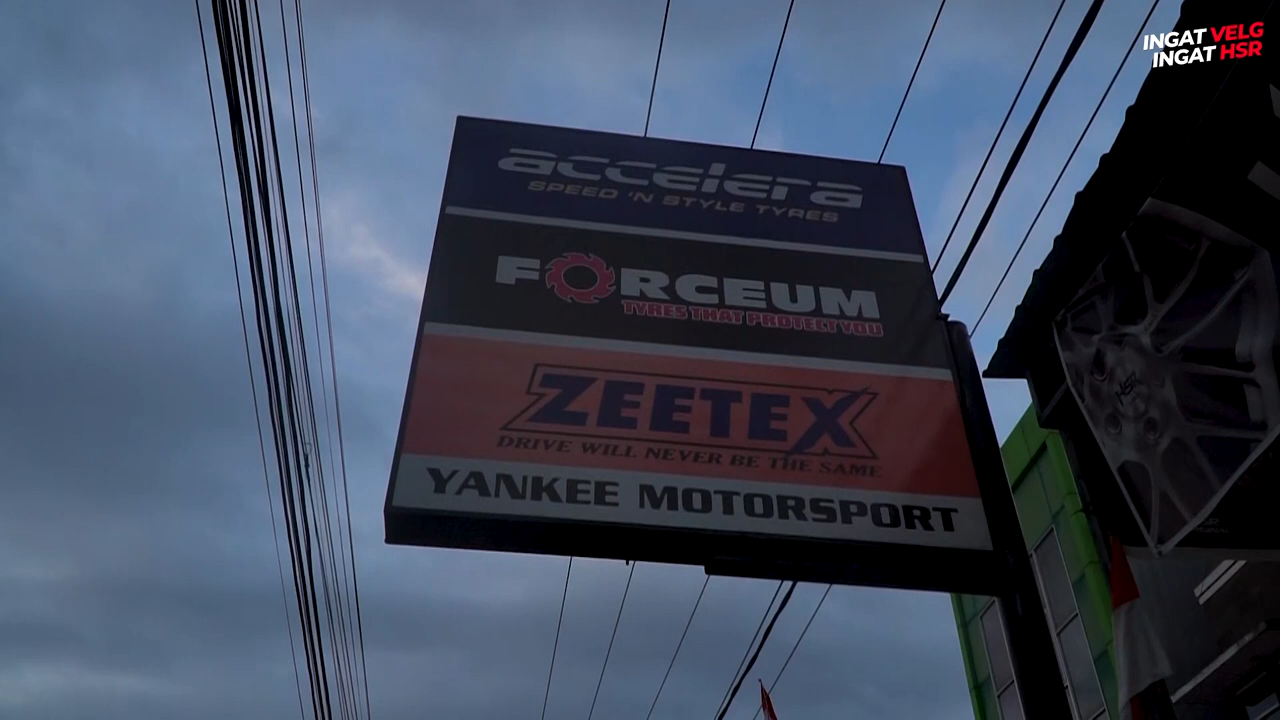 INGAT VELG
INGAT HSR
accelera
SPEED 'N STYLE TYRES
FORCEUM
TYRES THAT PROTECT YOU
ZEETEX
DRIVE WILL NEVER BE THE SAME
YANKEE MOTORSPORT
HSR